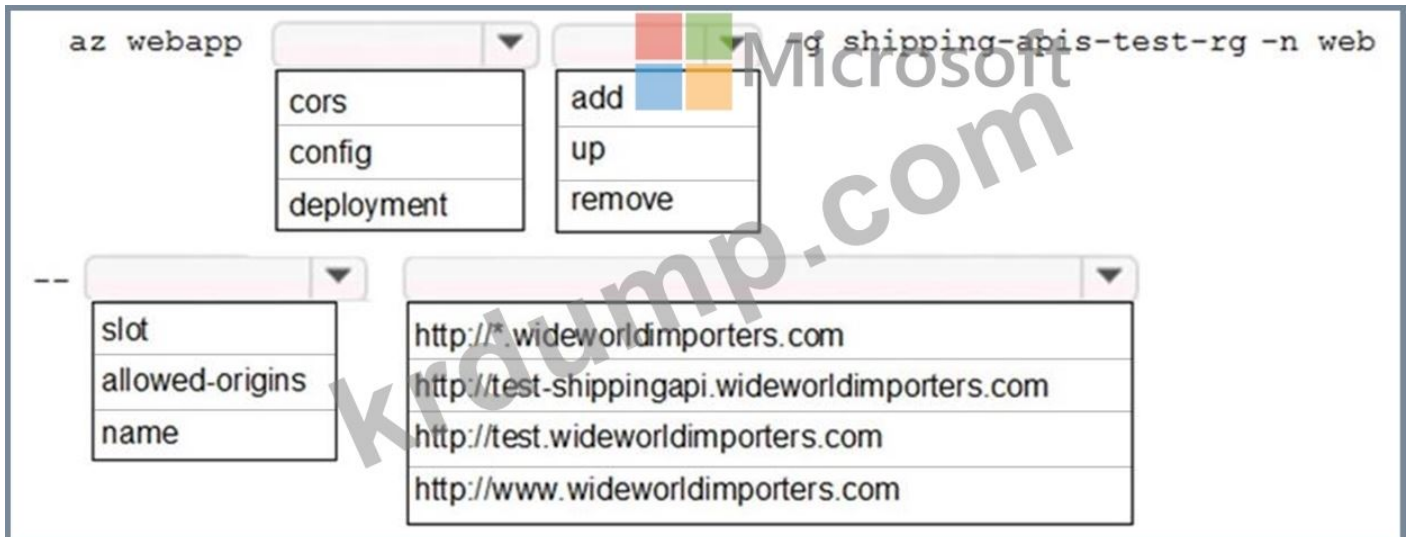 az webapp -g shipping-apis-test-rg -n web
Microsoft
cors add
config up
deployment remove
--
slot http://*.wideworldimporters.com
allowed-origins http://test-shippingapi.wideworldimporters.com
name http://test.wideworldimporters.com
http://www.wideworldimporters.com
krdump.com